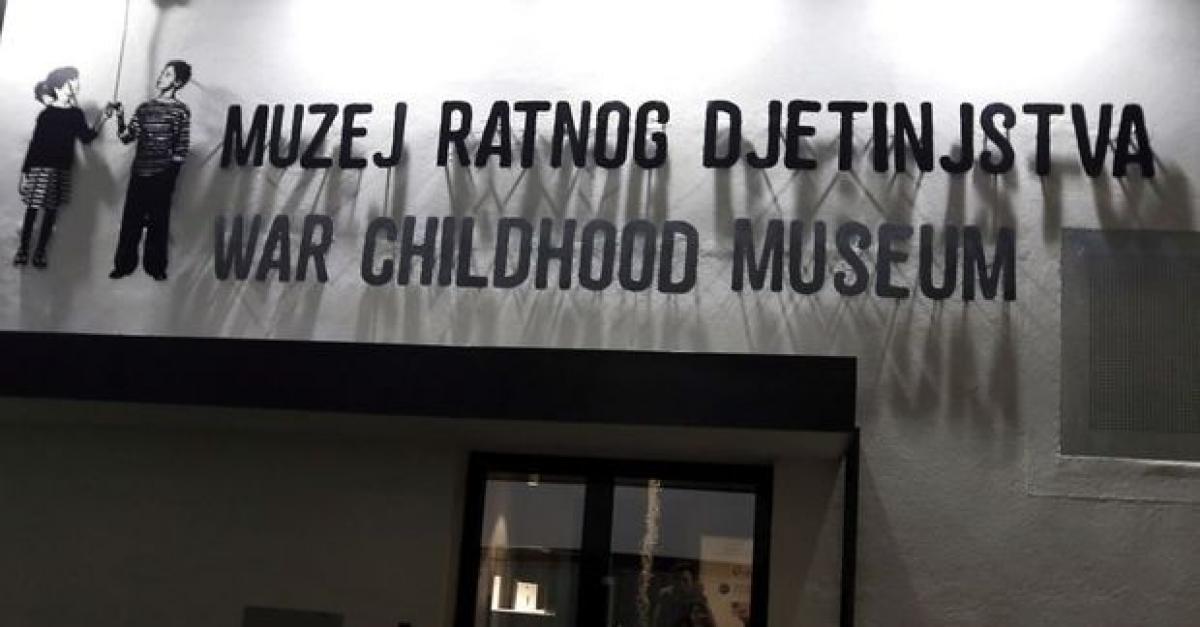 MUZEJ RATNOG DJETINJSTVA
WAR CHILDHOOD MUSEUM